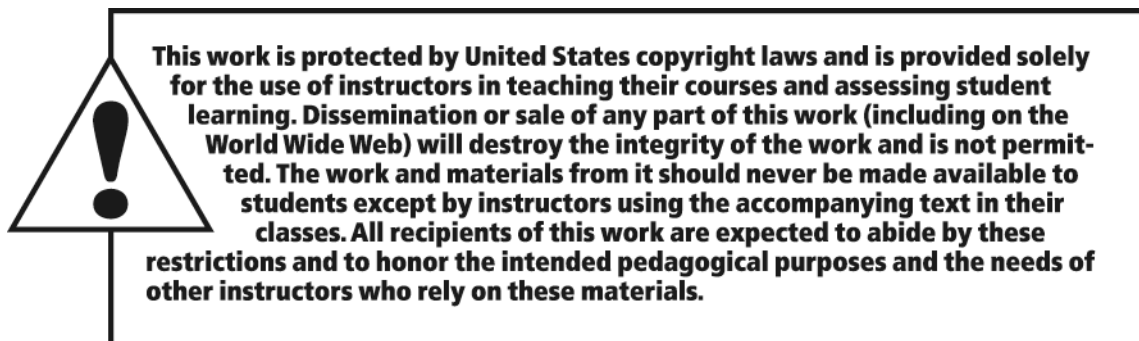 This work is protected by United States copyright laws and is provided solely
for the use of instructors in teaching their courses and assessing student
learning. Dissemination or sale of any part of this work (including on the
World Wide Web) will destroy the integrity of the work and is not permit-
ted. The work and materials from it should never be made available to
students except by instructors using the accompanying text in their
classes. All recipients of this work are expected to abide by these
restrictions and to honor the intended pedagogical purposes and the needs of
other instructors who rely on these materials.